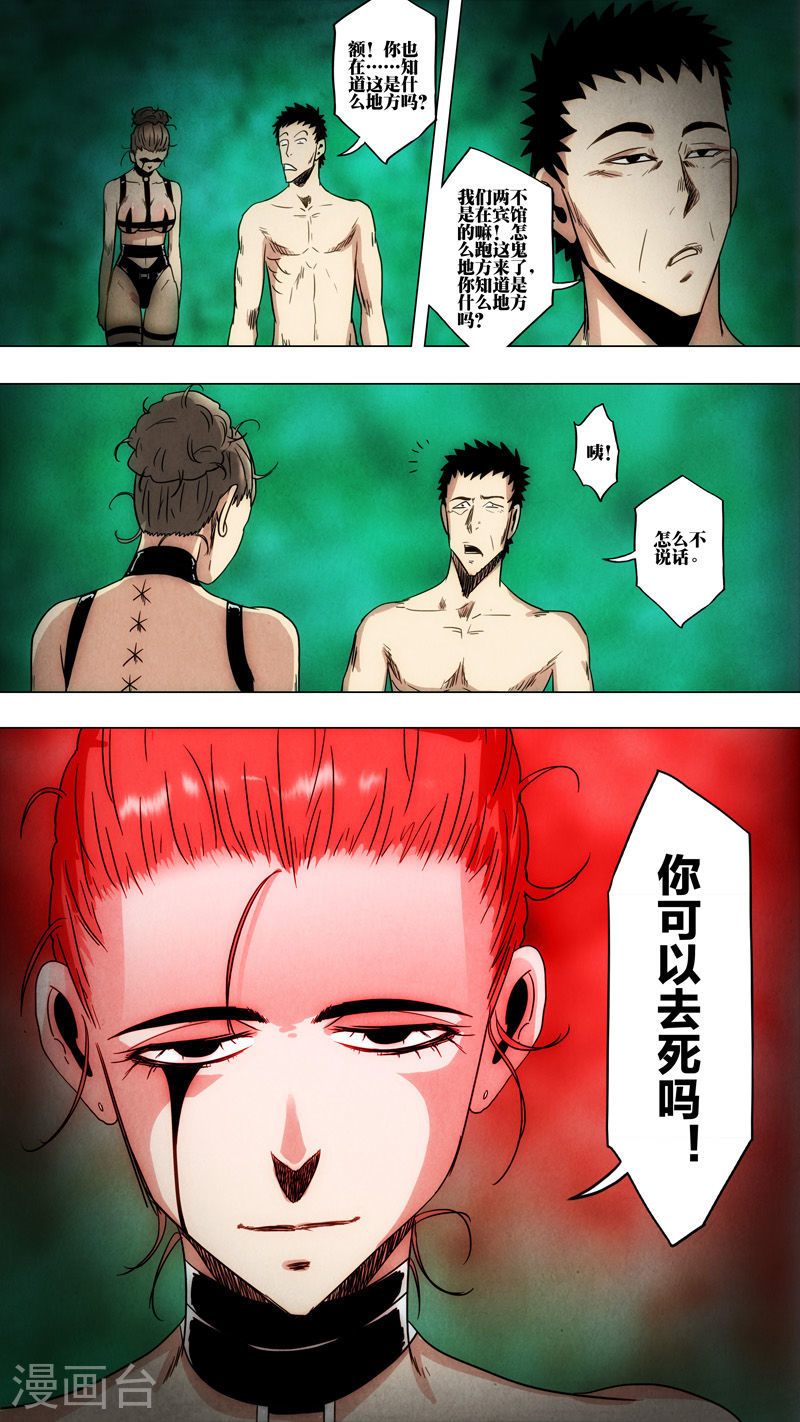 额！你也
在……知
道这是什
么地方吗？
我们两不
是在宾馆
的嘛！怎
么跑这鬼
地方来了，
你知道是
什么地方
吗？
咦！
怎么不
说话。
你可以去死吗！
漫画台